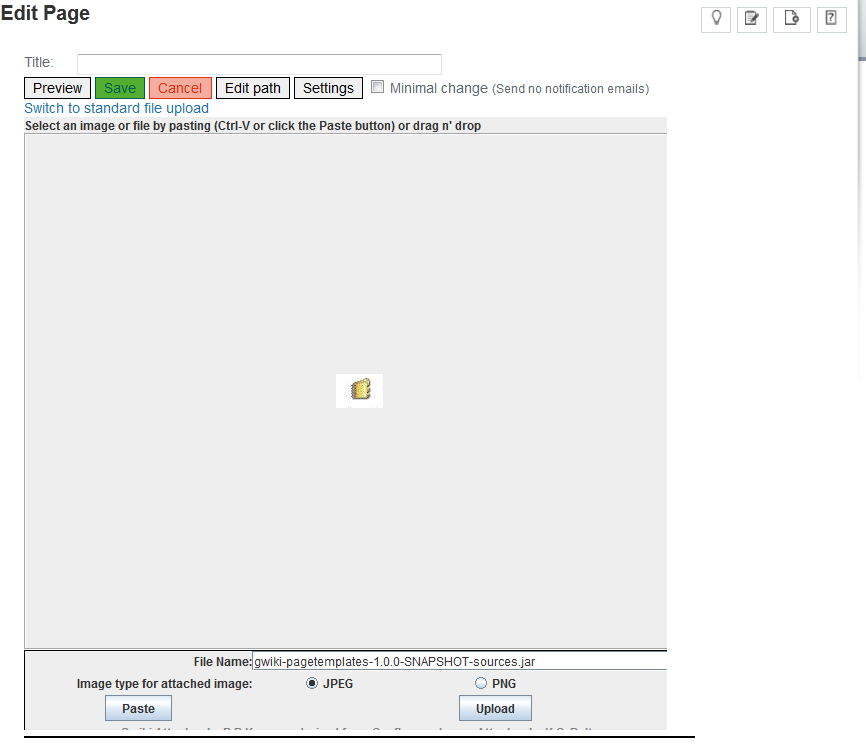 Edit Page
Title:
Preview Save Cancel Edit path Settings Minimal change (Send no notification emails)
Switch to standard file upload
Select an image or file by pasting (Ctrl-V or click the Paste button) or drag n' drop
File Name: gwiki-pagetemplates-1.0.0-SNAPSHOT-sources.jar
Image type for attached image: JPEG PNG
Paste Upload